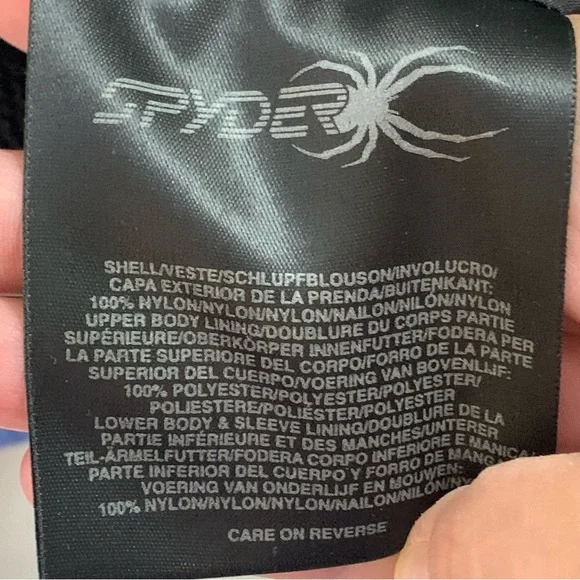 SPYDER
SHELL/VESTE/SCHLUPFBLOUSON/INVOLUCRO/
CAPA EXTERIOR DE LA PRENDA/BUITENKANT:
100% NYLON/NYLON/NYLON/NAILON/NILÓN/NYLON
UPPER BODY LINING/DOUBLURE DU CORPS PARTIE
SUPÉRIEURE/OBERKÖRPER INNENFUTTER/FODERA PER
LA PARTE SUPERIORE DEL CORPO/FORRO DE LA PARTE
SUPERIOR DEL CUERPO/VOERING VAN BOVENLIJF:
100% POLYESTER/POLYESTER/POLYESTER/
POLIESTERE/POLIÉSTER/POLYESTER
LOWER BODY & SLEEVE LINING/DOUBLURE DE LA
PARTIE INFÉRIEURE ET DES MANCHES/UNTERER
TEIL-ÄRMELFUTTER/FODERA CORPO INFERIORE E MANICA/
PARTE INFERIOR DEL CUERPO Y FORRO DE
VOERING VAN ONDERLIJF EN MOUWEN:
100% NYLON/NYLON/NYLON/NAILON/NILÓN/
CARE ON REVERSE